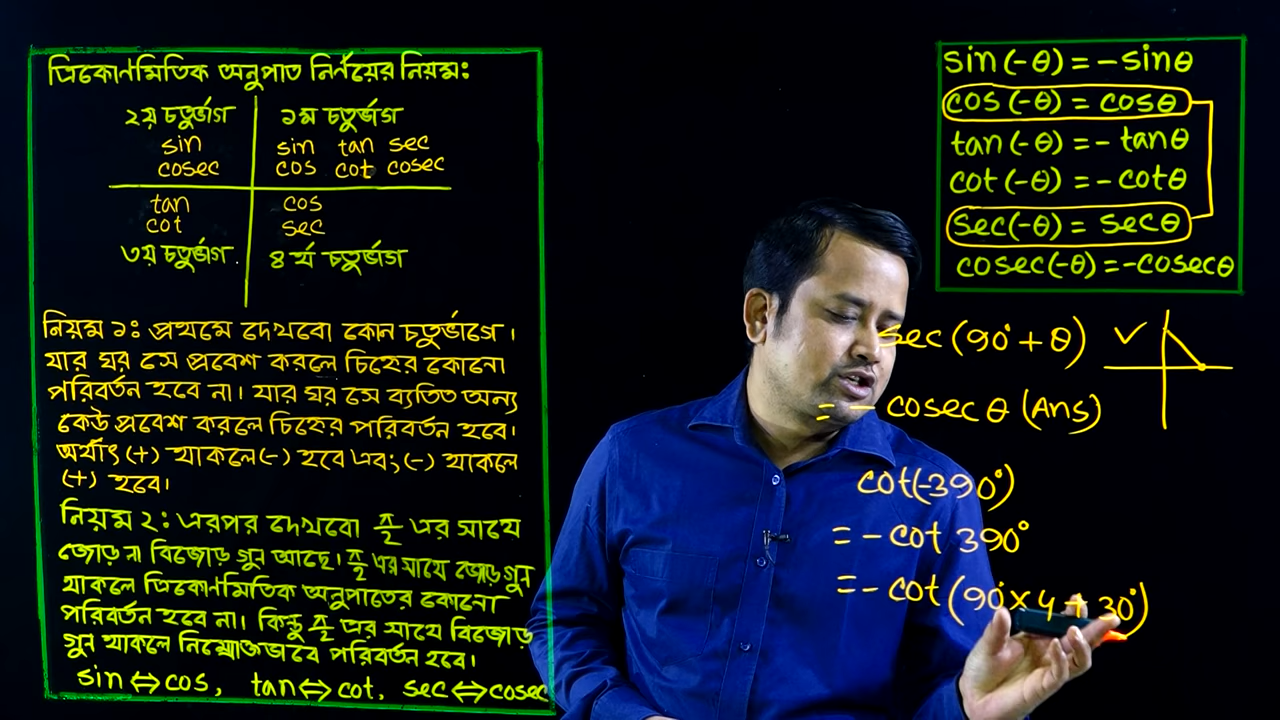 ত্রিকোণমিতিক অনুপাত নির্ণয়ের নিয়ম:
২য় চতুর্ভাগ
sin
cosec
১ম চতুর্ভাগ
sin tan sec
cos cot cosec
tan
cot
৩য় চতুর্ভাগ.
cos
sec
৪র্থ চতুর্ভাগ
নিয়ম ১: প্রথমে দেখবো কোন চতুর্ভাগে।
যার ঘর সে প্রবেশ করলে চিহ্নের কোনো
পরিবর্তন হবে না। যার ঘর সে ব্যতিত অন্য
কেউ প্রবেশ করলে চিহ্নের পরিবর্তন হবে।
অর্থাৎ (+) থাকলে (-) হবে এবং (-) থাকলে
(+) হবে।
নিয়ম ২: এরপর দেখবো π/2 এর সাথে
জোড় না বিজোড় গুন আছে। π/2 এর সাথে জোড় গুন
থাকলে ত্রিকোণমিতিক অনুপাতের কোনো
পরিবর্তন হবে না। কিন্তু π/2 এর সাথে বিজোড়
গুন থাকলে নিম্মোক্তভাবে পরিবর্তন হবে।
sin⇔cos, tan⇔cot, sec⇔cosec
sin(-θ) = -sinθ
cos(-θ) = cosθ
tan(-θ) = -tanθ
cot(-θ) = -cotθ
sec(-θ) = secθ
cosec(-θ) = -cosecθ
sec(90°+θ) ✓
= - cosec θ (Ans)
cot(-390°)
= - cot 390°
= - cot (90°×4+30°)